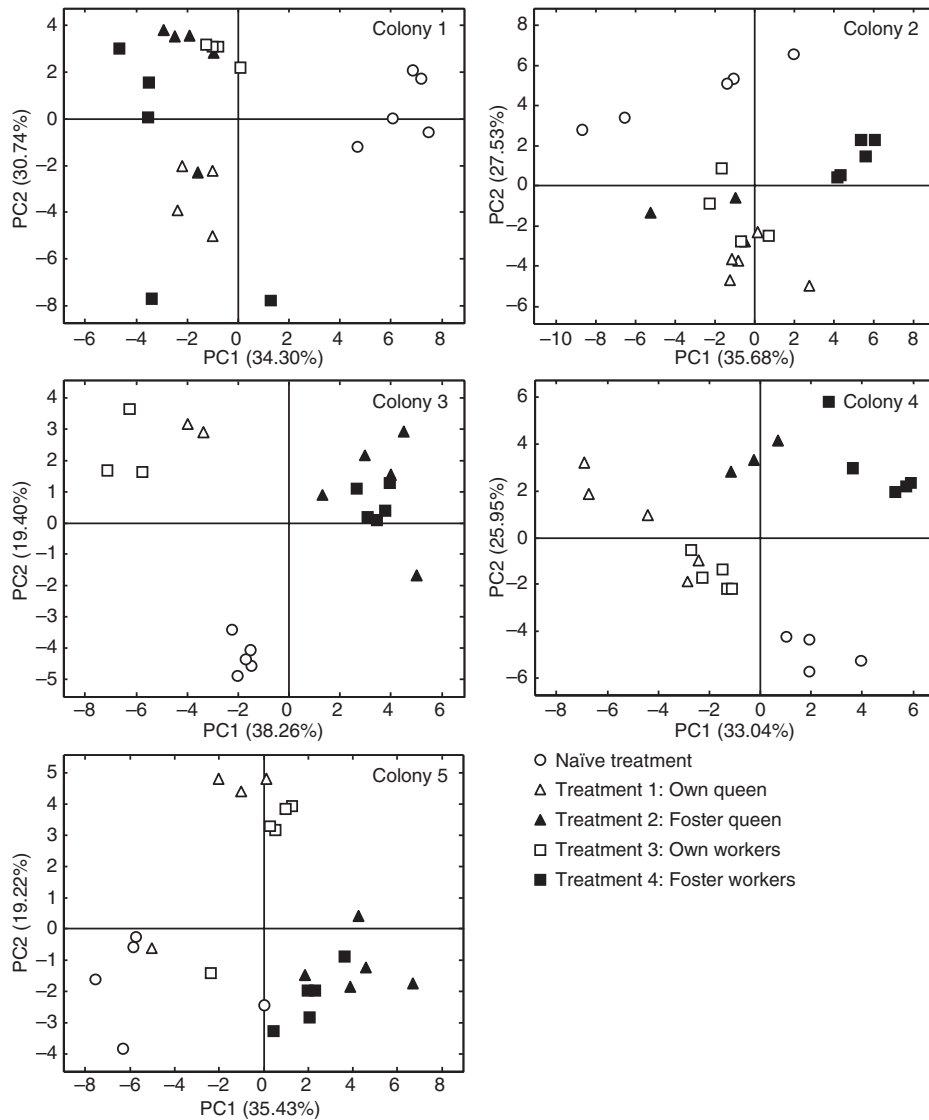 Colony 1
4
2
0
−2
−4
−6
−8
PC2 (30.74%)
−6 −4 −2 0 2 4 6 8
PC1 (34.30%)
Colony 2
8
6
4
2
0
−2
−4
−6
PC2 (27.53%)
−10 −8 −6 −4 −2 0 2 4 6 8
PC1 (35.68%)
Colony 3
4
3
2
1
0
−1
−2
−3
−4
−5
PC2 (19.40%)
−8 −6 −4 −2 0 2 4 6
PC1 (38.26%)
Colony 4
6
4
2
0
−2
−4
−6
PC2 (25.95%)
−8 −6 −4 −2 0 2 4 6
PC1 (33.04%)
Colony 5
5
4
3
2
1
0
−1
−2
−3
−4
PC2 (19.22%)
−8 −6 −4 −2 0 2 4 6 8
PC1 (35.43%)
Naïve treatment
Treatment 1: Own queen
Treatment 2: Foster queen
Treatment 3: Own workers
Treatment 4: Foster workers